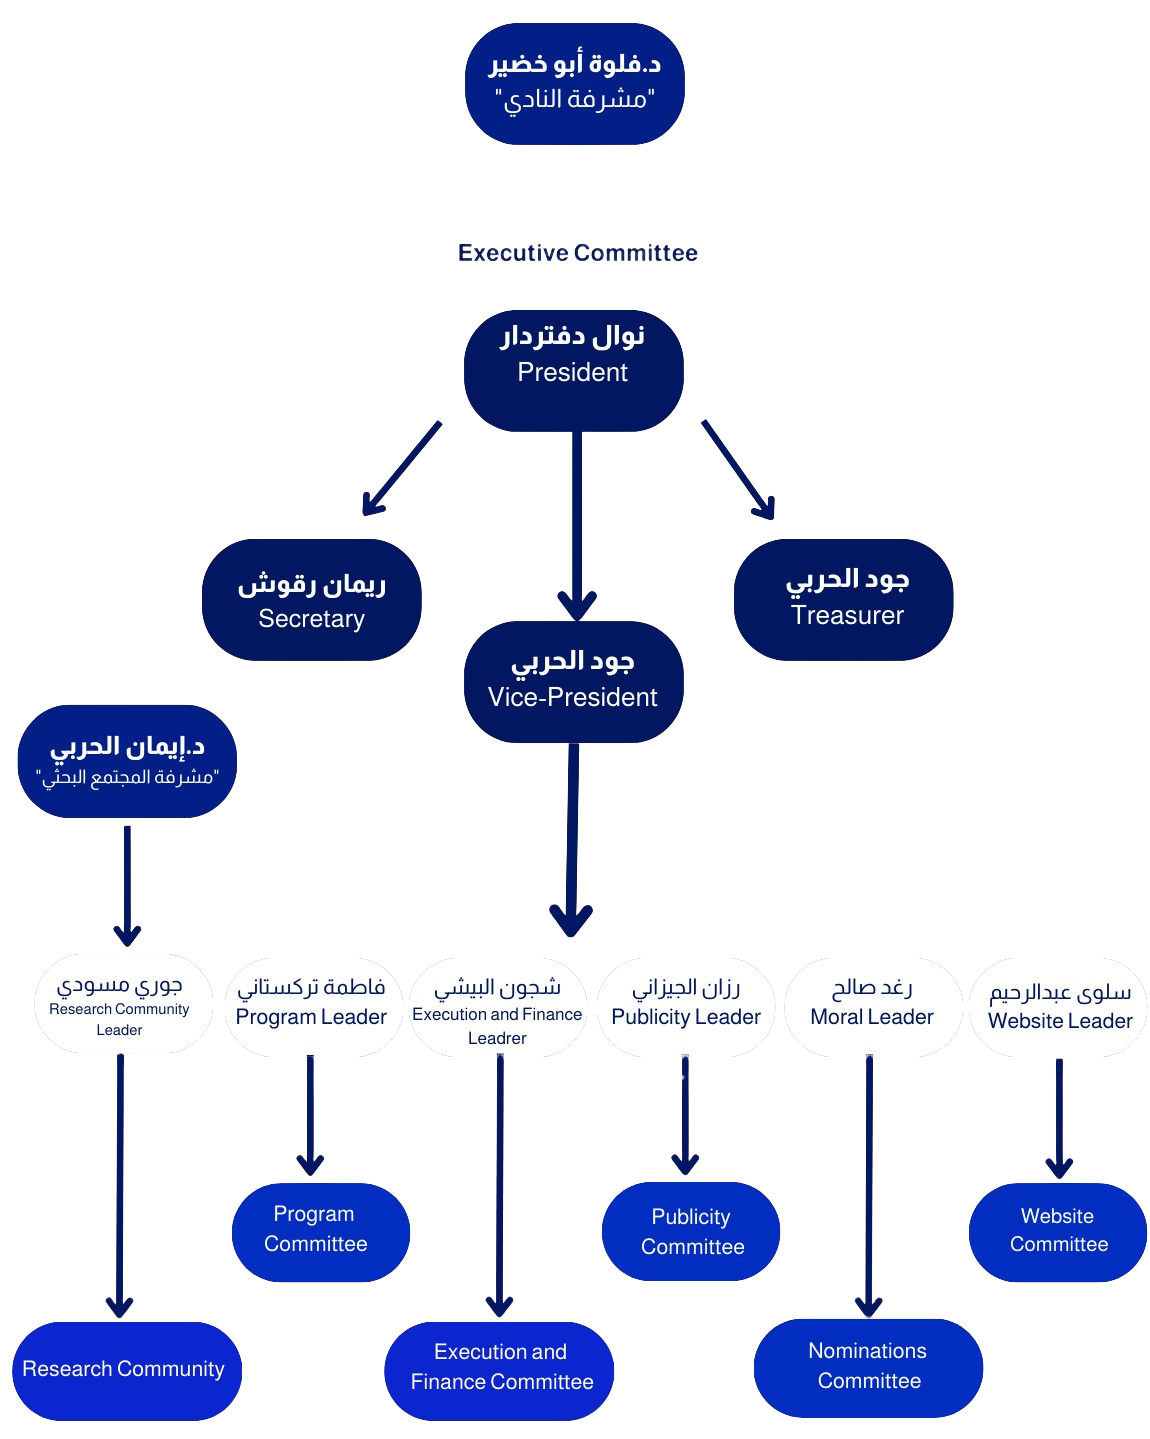 د.فلوة أبو خضير
"مشرفة النادي"
Executive Committee
نوال دفتردار
President
ريمان رقوش
Secretary
جود الحربي
Treasurer
جود الحربي
Vice-President
د.إيمان الحربي
"مشرفة المجتمع البحثي"
جوري مسودي
Research Community
Leader
فاطمة تركستاني
Program Leader
شجون البيشي
Execution and Finance
Leadrer
رزان الجيزاني
Publicity Leader
رغد صالح
Moral Leader
سلوى عبدالرحيم
Website Leader
Program
Committee
Publicity
Committee
Website
Committee
Research Community
Execution and
Finance Committee
Nominations
Committee